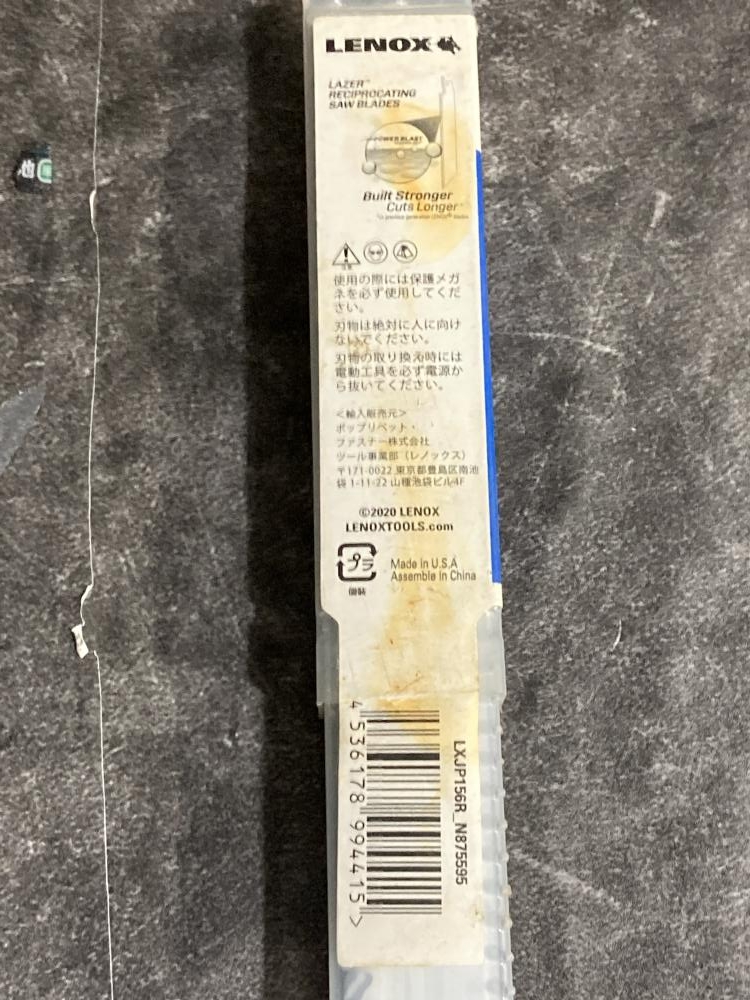 LENOX
LAZER™
RECIPROCATING
SAW BLADES
POWER BLAST
Built Stronger
Cuts Longer
使用の際には保護メガ
ネを必ず使用してくだ
さい。
刃物は絶対に人に向け
ないでください。
刃物の取り換え時には
電動工具を必ず電源か
ら抜いてください。
<輸入販売元>
ポップリベット・
ファスナー株式会社
ツール事業部（レノックス）
〒171-0022 東京都豊島区南池
袋 1-11-22 山種池袋ビル4F
©2020 LENOX
LENOXTOOLS.com
プラ
個装
Made in U.S.A
Assemble in China
LXJP156R_N875595
4 536178 994415 >